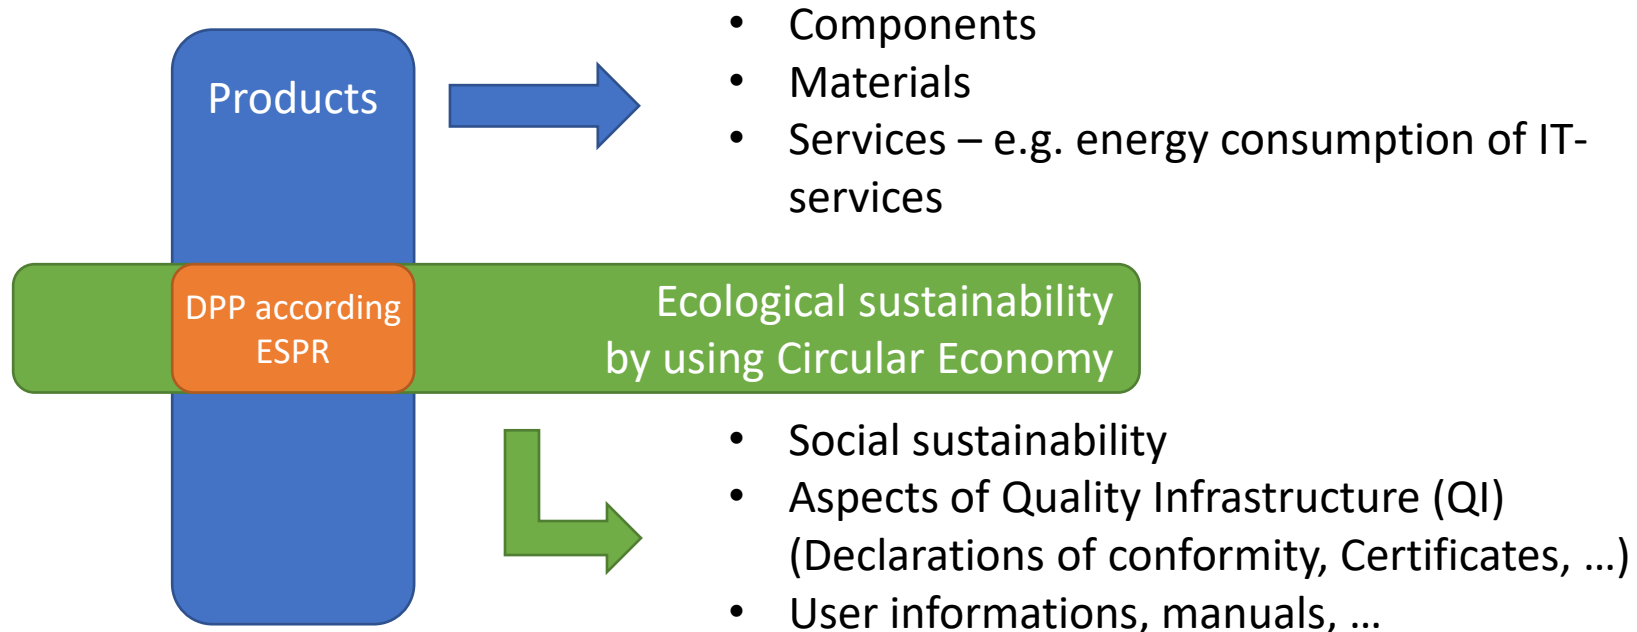 Products
• Components
• Materials
• Services – e.g. energy consumption of IT-
services
DPP according
ESPR
Ecological sustainability
by using Circular Economy
• Social sustainability
• Aspects of Quality Infrastructure (QI)
(Declarations of conformity, Certificates, …)
• User informations, manuals, …